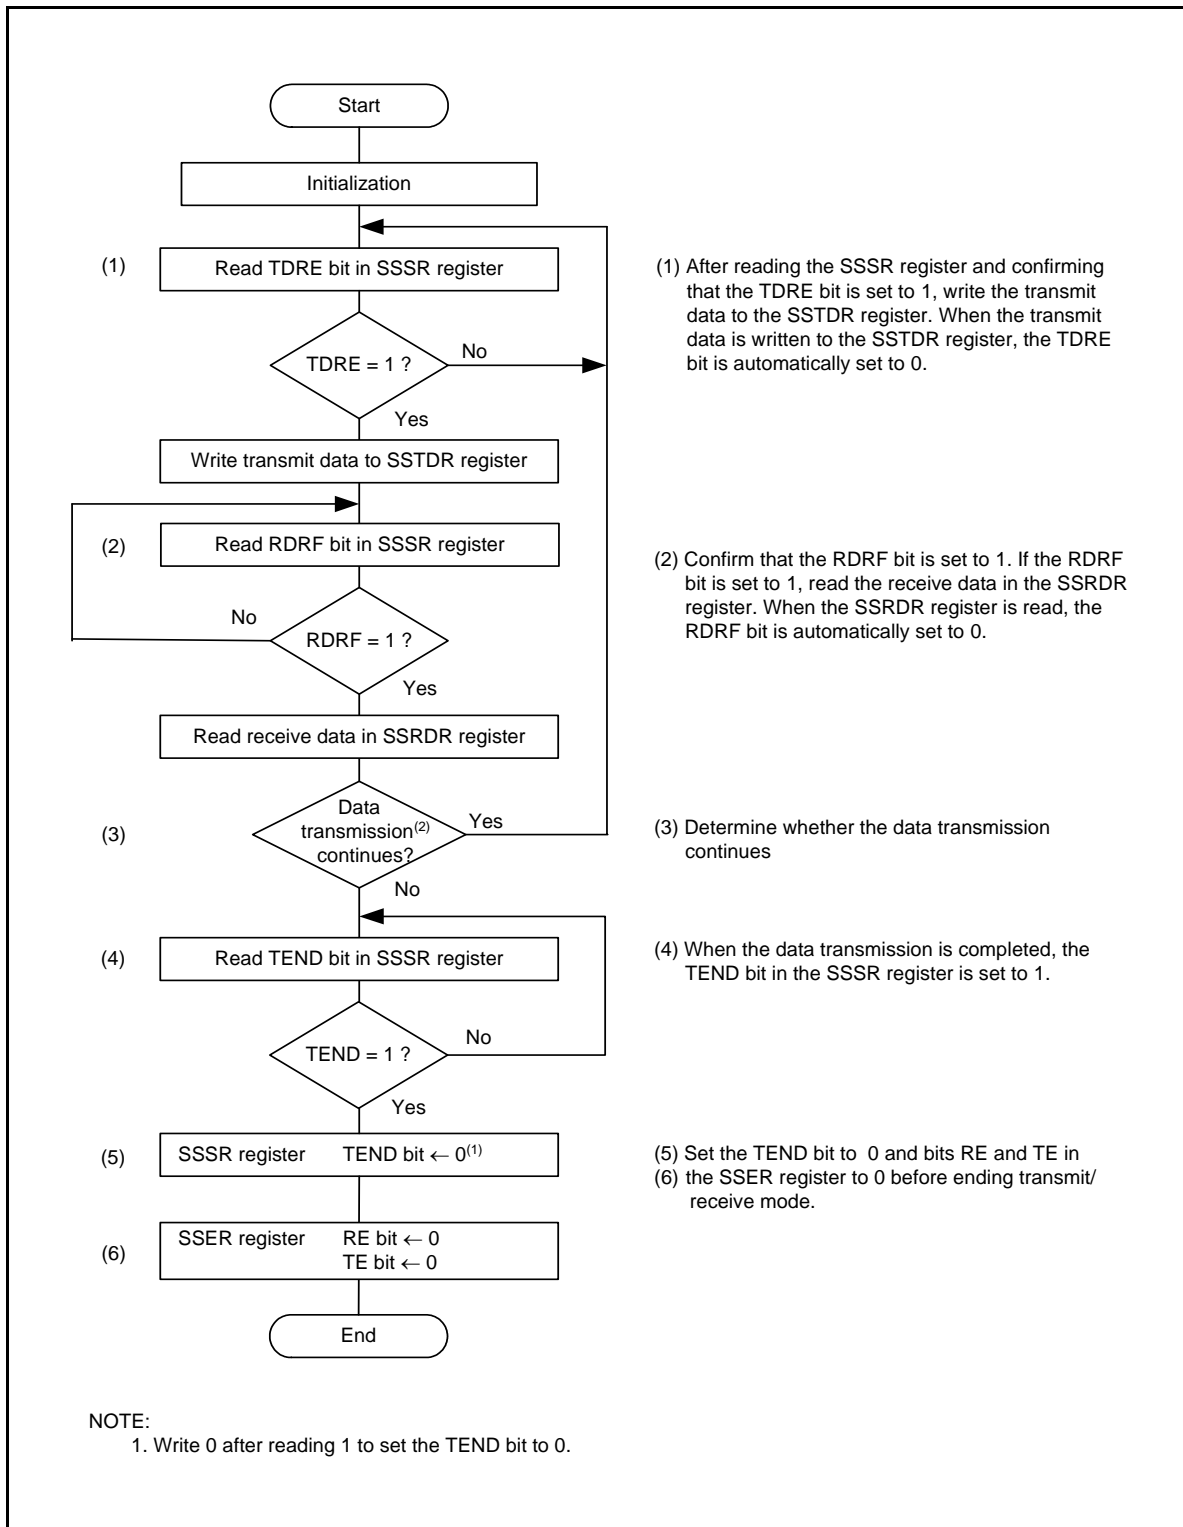 Start
Initialization
(1)
Read TDRE bit in SSSR register
(1) After reading the SSSR register and confirming
that the TDRE bit is set to 1, write the transmit
data to the SSTDR register. When the transmit
data is written to the SSTDR register, the TDRE
bit is automatically set to 0.
TDRE = 1 ?
No
Yes
Write transmit data to SSTDR register
(2)
Read RDRF bit in SSSR register
(2) Confirm that the RDRF bit is set to 1. If the RDRF
bit is set to 1, read the receive data in the SSRDR
register. When the SSRDR register is read, the
RDRF bit is automatically set to 0.
No
RDRF = 1 ?
Yes
Read receive data in SSRDR register
(3)
Data
transmission(2)
continues?
Yes
(3) Determine whether the data transmission
continues
No
(4)
Read TEND bit in SSSR register
(4) When the data transmission is completed, the
TEND bit in the SSSR register is set to 1.
TEND = 1 ?
No
Yes
(5)
SSSR register TEND bit ← 0(1)
(5) Set the TEND bit to 0 and bits RE and TE in
(6) the SSER register to 0 before ending transmit/
receive mode.
(6)
SSER register RE bit ← 0
TE bit ← 0
End
NOTE:
1. Write 0 after reading 1 to set the TEND bit to 0.